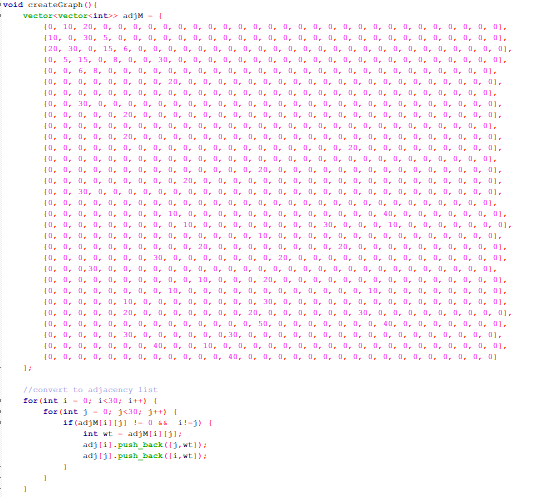 void createGraph(){
vector<vector<int>> adjM = {
{0, 10, 20, 0, 0, 0, 0, 0, 0, 0, 0, 0, 0, 0, 0, 0, 0, 0, 0, 0, 0, 0, 0, 0, 0, 0, 0, 0, 0, 0},
{10, 0, 30, 5, 0, 0, 0, 0, 0, 0, 0, 0, 0, 0, 0, 0, 0, 0, 0, 0, 0, 0, 0, 0, 0, 0, 0, 0, 0, 0},
{20, 30, 0, 15, 6, 0, 0, 0, 0, 0, 0, 0, 0, 0, 0, 0, 0, 0, 0, 0, 0, 0, 0, 0, 0, 0, 0, 0, 0, 0},
{0, 5, 15, 0, 8, 0, 0, 30, 0, 0, 0, 0, 0, 0, 0, 0, 0, 0, 0, 0, 0, 0, 0, 0, 0, 0, 0, 0, 0, 0},
{0, 0, 6, 8, 0, 0, 0, 0, 0, 0, 0, 0, 0, 0, 0, 0, 0, 0, 0, 0, 0, 0, 0, 0, 0, 0, 0, 0, 0, 0},
{0, 0, 0, 0, 0, 0, 0, 0, 20, 0, 0, 0, 0, 0, 0, 0, 0, 0, 0, 0, 0, 0, 0, 0, 0, 0, 0, 0, 0, 0},
{0, 0, 0, 0, 0, 0, 0, 0, 0, 0, 0, 0, 0, 0, 0, 0, 0, 0, 0, 0, 0, 0, 0, 0, 0, 0, 0, 0, 0, 0},
{0, 0, 30, 0, 0, 0, 0, 0, 0, 0, 0, 0, 0, 0, 0, 0, 0, 0, 0, 0, 0, 0, 0, 0, 0, 0, 0, 0, 0, 0},
{0, 0, 0, 0, 0, 20, 0, 0, 0, 0, 0, 0, 0, 0, 0, 0, 0, 0, 0, 0, 0, 0, 0, 0, 0, 0, 0, 0, 0, 0},
{0, 0, 0, 0, 0, 0, 0, 0, 0, 0, 0, 0, 0, 0, 0, 0, 0, 0, 0, 0, 0, 0, 0, 0, 0, 0, 0, 0, 0, 0},
{0, 0, 0, 0, 0, 20, 0, 0, 0, 0, 0, 0, 0, 0, 0, 0, 0, 0, 0, 0, 0, 0, 0, 0, 0, 0, 0, 0, 0, 0},
{0, 0, 0, 0, 0, 0, 0, 0, 0, 0, 0, 0, 0, 0, 0, 0, 0, 0, 0, 0, 20, 0, 0, 0, 0, 0, 0, 0, 0, 0},
{0, 0, 0, 0, 0, 0, 0, 0, 0, 0, 0, 0, 0, 0, 0, 0, 0, 0, 0, 0, 0, 0, 0, 0, 0, 0, 0, 0, 0, 0},
{0, 0, 0, 0, 0, 0, 0, 0, 0, 0, 0, 0, 0, 0, 20, 0, 0, 0, 0, 0, 0, 0, 0, 0, 0, 0, 0, 0, 0, 0},
{0, 0, 0, 0, 0, 0, 0, 0, 0, 20, 0, 0, 0, 0, 0, 0, 0, 0, 0, 0, 0, 0, 0, 0, 0, 0, 0, 0, 0, 0},
{0, 0, 30, 0, 0, 0, 0, 0, 0, 0, 0, 0, 0, 0, 0, 0, 0, 0, 0, 0, 0, 0, 0, 0, 0, 0, 0, 0, 0, 0},
{0, 0, 0, 0, 0, 0, 0, 0, 0, 0, 0, 0, 0, 0, 0, 0, 0, 0, 0, 0, 0, 0, 0, 0, 0, 0, 0, 0, 0, 0},
{0, 0, 0, 0, 0, 0, 0, 0, 10, 0, 0, 0, 0, 0, 0, 0, 0, 0, 0, 0, 0, 0, 40, 0, 0, 0, 0, 0, 0, 0},
{0, 0, 0, 0, 0, 0, 0, 0, 0, 10, 0, 0, 0, 0, 0, 0, 0, 0, 30, 0, 0, 0, 10, 0, 0, 0, 0, 0, 0, 0},
{0, 0, 0, 0, 0, 0, 0, 0, 0, 0, 0, 0, 0, 0, 10, 0, 0, 0, 0, 0, 0, 0, 0, 0, 0, 0, 0, 0, 0, 0},
{0, 0, 0, 0, 0, 0, 0, 0, 0, 0, 20, 0, 0, 0, 0, 0, 0, 0, 0, 20, 0, 0, 0, 0, 0, 0, 0, 0, 0, 0},
{0, 0, 0, 0, 0, 0, 0, 30, 0, 0, 0, 0, 0, 0, 0, 20, 0, 0, 0, 0, 0, 0, 0, 0, 0, 0, 0, 0, 0, 0},
{0, 0, 0,30, 0, 0, 0, 0, 0, 0, 0, 0, 0, 0, 0, 0, 0, 0, 0, 0, 0, 0, 0, 0, 0, 0, 0, 0, 0, 0},
{0, 0, 0, 0, 0, 0, 0, 0, 0, 0, 10, 0, 0, 0, 20, 0, 0, 0, 0, 0, 0, 0, 0, 0, 0, 0, 0, 0, 0, 0},
{0, 0, 0, 0, 0, 0, 0, 0, 10, 0, 0, 0, 0, 0, 0, 0, 0, 0, 0, 0, 0, 10, 0, 0, 0, 0, 0, 0, 0, 0},
{0, 0, 0, 0, 0, 10, 0, 0, 0, 0, 0, 0, 0, 0, 30, 0, 0, 0, 0, 0, 0, 0, 0, 0, 0, 0, 0, 0, 0, 0},
{0, 0, 0, 0, 0, 20, 0, 0, 0, 0, 0, 0, 0, 20, 0, 0, 0, 0, 0, 0, 30, 0, 0, 0, 0, 0, 0, 0, 0, 0},
{0, 0, 0, 0, 0, 0, 0, 0, 0, 0, 0, 0, 0, 0, 50, 0, 0, 0, 0, 0, 0, 0, 40, 0, 0, 0, 0, 0, 0, 0},
{0, 0, 0, 0, 0, 30, 0, 0, 0, 0, 0, 0,30, 0, 0, 0, 0, 0, 0, 0, 0, 0, 0, 0, 0, 0, 0, 0, 0, 0},
{0, 0, 0, 0, 0, 0, 0, 40, 0, 0, 10, 0, 0, 0, 0, 0, 0, 0, 0, 0, 0, 0, 0, 0, 0, 0, 0, 0, 0, 0},
{0, 0, 0, 0, 0, 0, 0, 0, 0, 0, 0, 0, 40, 0, 0, 0, 0, 0, 0, 0, 0, 0, 0, 0, 0, 0, 0, 0, 0, 0}
};
//convert to adjacency list
for(int i = 0; i<30; i++) {
for(int j = 0; j<30; j++) {
if(adjM[i][j] != 0 && i!=j) {
int wt = adjM[i][j];
adj[i].push_back({j,wt});
adj[j].push_back({i,wt});
}
}
}